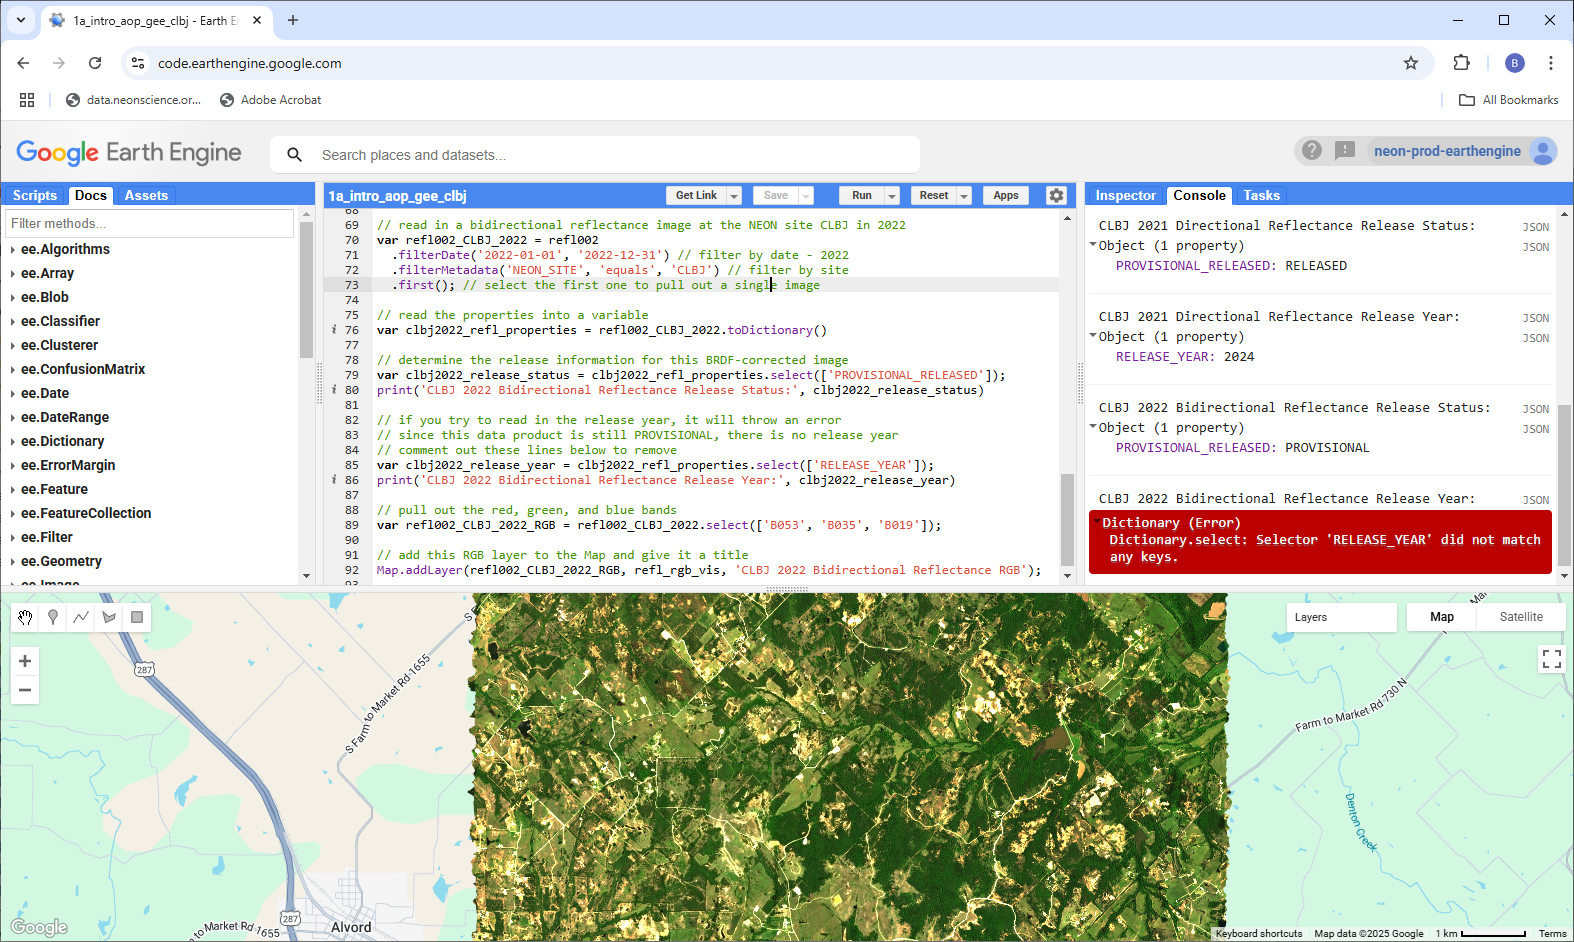 1a_intro_aop_gee_clbj - Earth E
code.earthengine.google.com
B
data.neonscience.or...
Adobe Acrobat
All Bookmarks
Google Earth Engine
Search places and datasets...
neon-prod-earthengine
Scripts Docs Assets
Filter methods...
ee.Algorithms
ee.Array
ee.Blob
ee.Classifier
ee.Clusterer
ee.ConfusionMatrix
ee.Date
ee.DateRange
ee.Dictionary
ee.ErrorMargin
ee.Feature
ee.FeatureCollection
ee.Filter
ee.Geometry
ee.Image
1a_intro_aop_gee_clbj
Get Link Save Run Reset Apps
68
69 // read in a bidirectional reflectance image at the NEON site CLBJ in 2022
70 var refl002_CLBJ_2022 = refl002
71 .filterDate('2022-01-01', '2022-12-31') // filter by date - 2022
72 .filterMetadata('NEON_SITE', 'equals', 'CLBJ') // filter by site
73 .first(); // select the first one to pull out a single image
74
75 // read the properties into a variable
i 76 var clbj2022_refl_properties = refl002_CLBJ_2022.toDictionary()
77
78 // determine the release information for this BRDF-corrected image
79 var clbj2022_release_status = clbj2022_refl_properties.select(['PROVISIONAL_RELEASED']);
i 80 print('CLBJ 2022 Bidirectional Reflectance Release Status:', clbj2022_release_status)
81
82 // if you try to read in the release year, it will throw an error
83 // since this data product is still PROVISIONAL, there is no release year
84 // comment out these lines below to remove
85 var clbj2022_release_year = clbj2022_refl_properties.select(['RELEASE_YEAR']);
i 86 print('CLBJ 2022 Bidirectional Reflectance Release Year:', clbj2022_release_year)
87
88 // pull out the red, green, and blue bands
89 var refl002_CLBJ_2022_RGB = refl002_CLBJ_2022.select(['B053', 'B035', 'B019']);
90
91 // add this RGB layer to the Map and give it a title
92 Map.addLayer(refl002_CLBJ_2022_RGB, refl_rgb_vis, 'CLBJ 2022 Bidirectional Reflectance RGB');
93
Inspector Console Tasks
CLBJ 2021 Directional Reflectance Release Status: JSON
Object (1 property) JSON
PROVISIONAL_RELEASED: RELEASED
CLBJ 2021 Directional Reflectance Release Year: JSON
Object (1 property) JSON
RELEASE_YEAR: 2024
CLBJ 2022 Bidirectional Reflectance Release Status: JSON
Object (1 property) JSON
PROVISIONAL_RELEASED: PROVISIONAL
CLBJ 2022 Bidirectional Reflectance Release Year: JSON
Dictionary (Error)
Dictionary.select: Selector 'RELEASE_YEAR' did not match
any keys.
Layers
Map Satellite
S F
Ma
287
S Farm to Market Rd 1655
Farm to Market Rd 730 N
Denton Creek
287
to Market Rd 1655
Alvord
Google
Keyboard shortcuts Map data ©2025 Google 1 km Terms